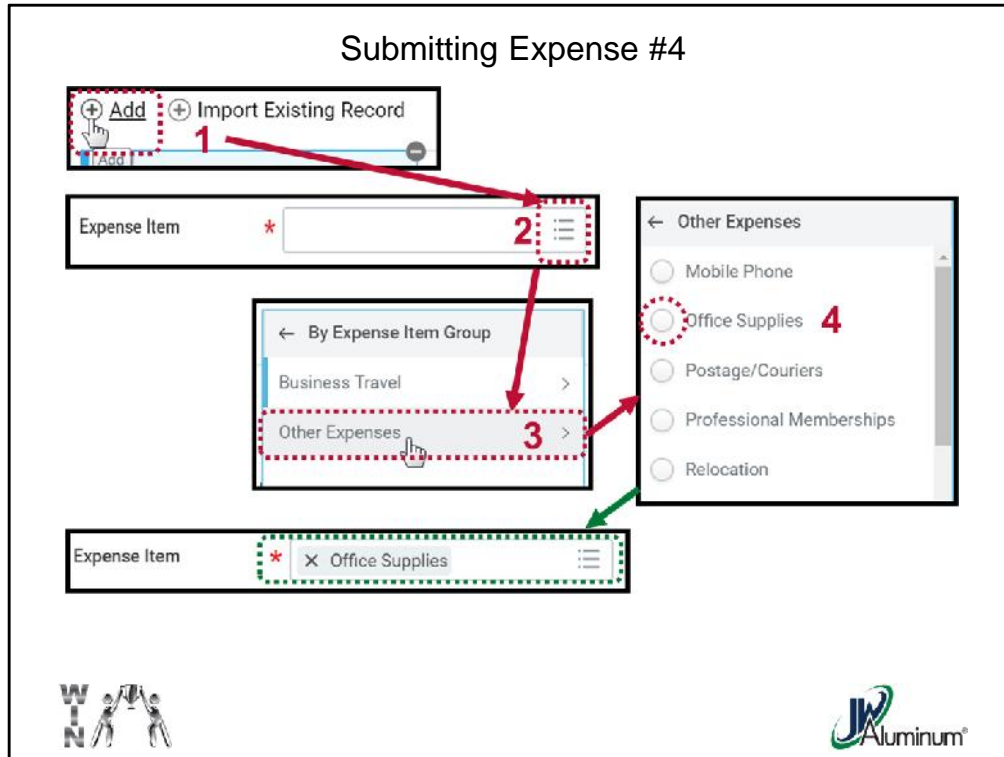 Submitting Expense #4
Add Import Existing Record
1
Add
Expense Item * 2
By Expense Item Group
Business Travel
Other Expenses 3
Other Expenses
Mobile Phone
Office Supplies 4
Postage/Couriers
Professional Memberships
Relocation
Expense Item * X Office Supplies
WIN
JW Aluminum®